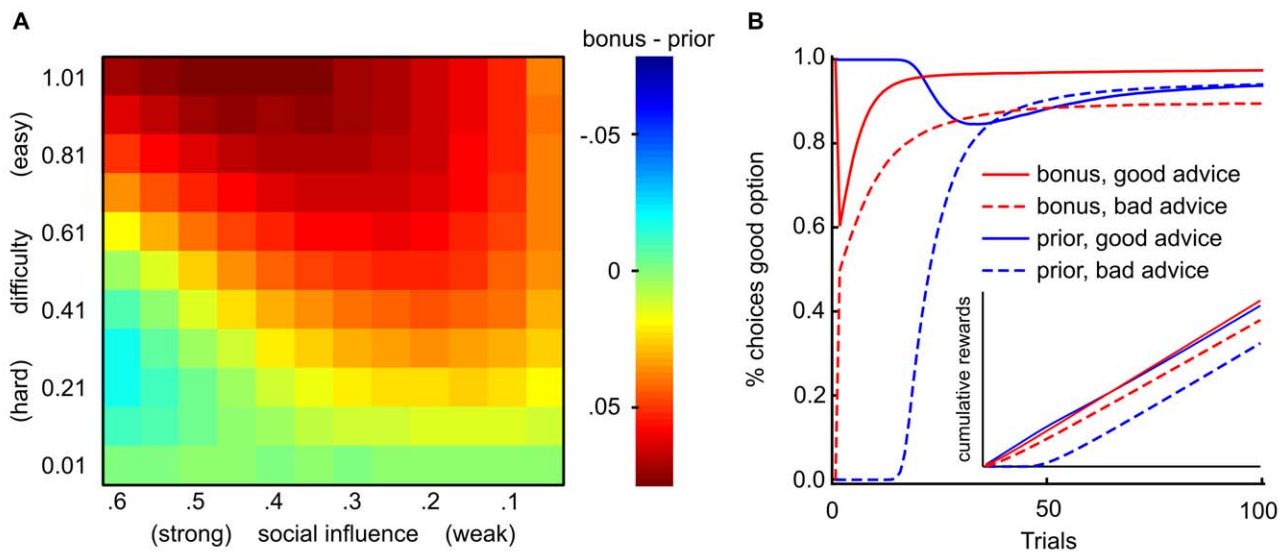 A
bonus - prior
(easy)
difficulty
(hard)
1.01
0.81
0.61
0.41
0.21
0.01
.6 .5 .4 .3 .2 .1
(strong) social influence (weak)
-.05
0
.05
B
% choices good option
1.0
0.8
0.6
0.4
0.2
0.0
0 50 100
Trials
bonus, good advice
bonus, bad advice
prior, good advice
prior, bad advice
cumulative rewards